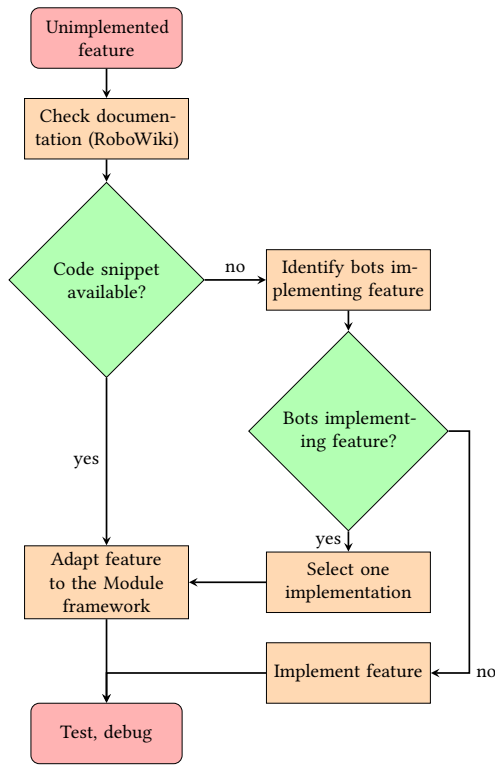 Unimplemented
feature
Check documen-
tation (RoboWiki)
Code snippet
available?
no
Identify bots im-
plementing feature
Bots implement-
ing feature?
yes
yes
Adapt feature
to the Module
framework
Select one
implementation
Implement feature
no
Test, debug